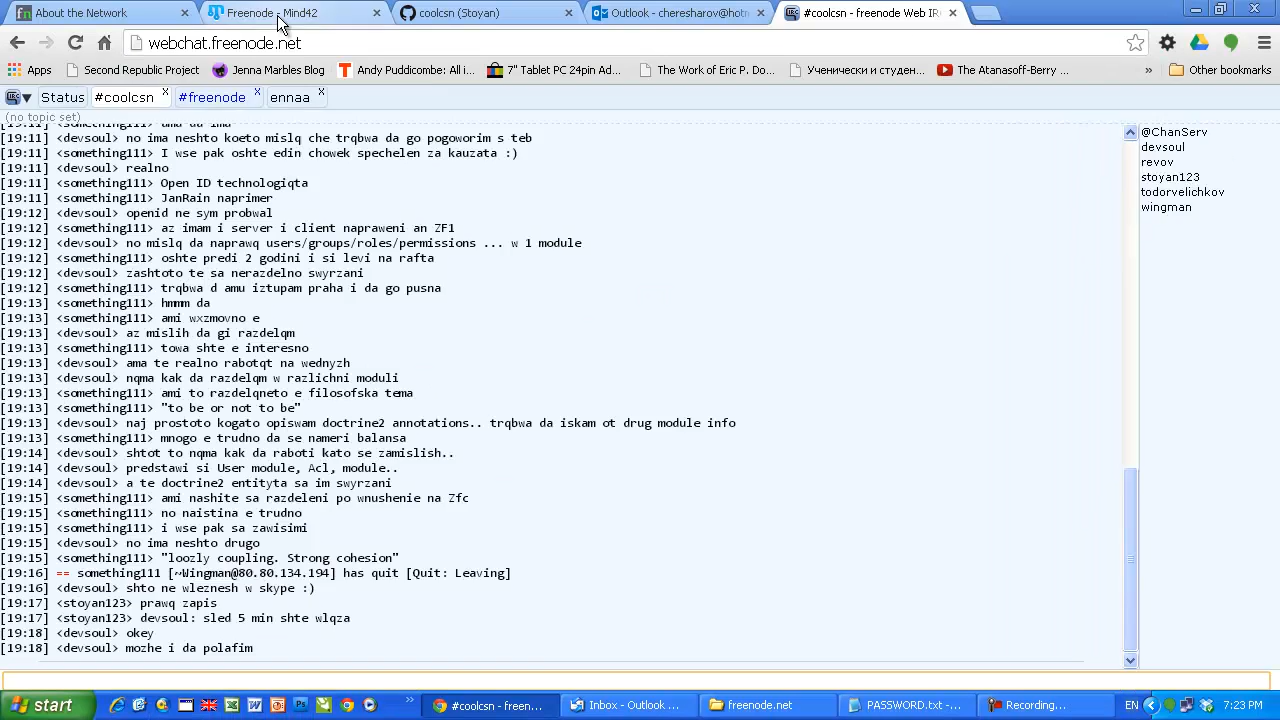 About the Network
Freenode - Mind42
coolcsn (Stoyan)
Outlook - cheresharov@hotm
#coolcsn - freenode Web IR
webchat.freenode.net
Apps
Second Republic Project
Janna Marbles Blog
Andy Puddicombe: All i...
7" Tablet PC 24pin Ad...
The Work of Eric P. Do...
Ученически и студен...
The Atanasoff-Berry ...
»
Other bookmarks
IRC
Status
#coolcsn
x
#freenode
x
ennaa
x
(no topic set)
[19:11] <something111> amu da ima
[19:11] <devsoul> no ima neshto koeto mislq che trqbwa da go pogoworim s teb
[19:11] <something111> I wse pak oshte edin chowek spechelen za kauzata :)
[19:11] <devsoul> realno
[19:11] <something111> Open ID technologiqta
[19:11] <something111> JanRain naprimer
[19:12] <devsoul> openid ne sym probwal
[19:12] <something111> az imam i server i client napraweni an ZF1
[19:12] <devsoul> no mislq da naprawq users/groups/roles/permissions ... w 1 module
[19:12] <something111> oshte predi 2 godini i si levi na rafta
[19:12] <devsoul> zashtoto te sa nerazdelno swyrzani
[19:12] <something111> trqbwa d amu iztupam praha i da go pusna
[19:13] <something111> hmmm da
[19:13] <something111> ami wxzmovno e
[19:13] <devsoul> az mislih da gi razdelqm
[19:13] <something111> towa shte e interesno
[19:13] <devsoul> ama te realno rabotqt na wednyzh
[19:13] <devsoul> nqma kak da razdelqm w razlichni moduli
[19:13] <something111> ami to razdelqneto e filosofska tema
[19:13] <something111> "to be or not to be"
[19:13] <devsoul> naj prostoto kogato opiswam doctrine2 annotations.. trqbwa da iskam ot drug module info
[19:13] <something111> mnogo e trudno da se nameri balansa
[19:14] <devsoul> shtot to nqma kak da raboti kato se zamislish..
[19:14] <devsoul> predstawi si User module, Acl, module..
[19:14] <devsoul> a te doctrine2 entityta sa im swyrzani
[19:15] <something111> ami nashite sa razdeleni po wnushenie na Zfc
[19:15] <something111> no naistina e trudno
[19:15] <something111> i wse pak sa zawisimi
[19:15] <devsoul> no ima neshto drugo
[19:15] <something111> "loozly coupling. Strong cohesion"
[19:16] == something111 [~Wingman@80.80.134.194] has quit [Quit: Leaving]
[19:16] <devsoul> shto ne wleznesh w skype :)
[19:17] <stoyan123> prawq zapis
[19:17] <stoyan123> devsoul: sled 5 min shte wlqza
[19:18] <devsoul> okey
[19:18] <devsoul> mozhe i da polafim
@ChanServ
devsoul
revov
stoyan123
todorvelichkov
wingman
start
»
#coolcsn - freen...
Inbox - Outlook ...
freenode.net
PASSWORD.txt -...
Recording...
EN
7:23 PM